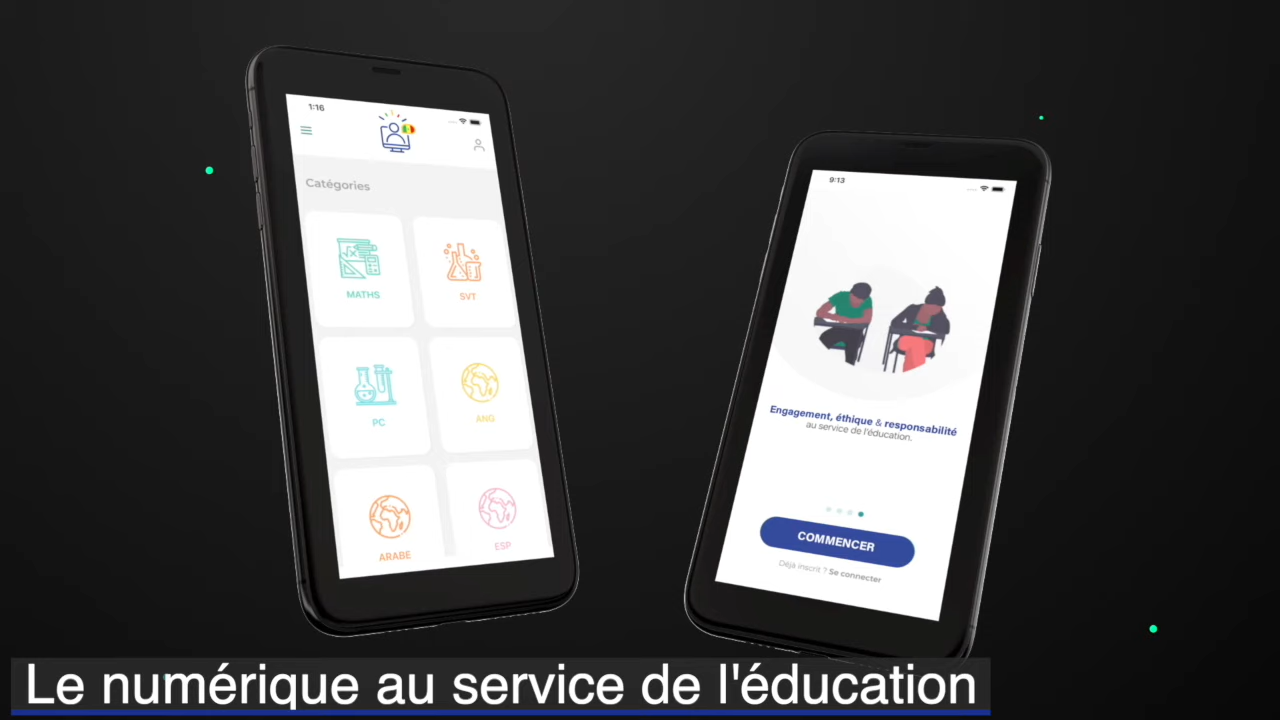 1:16
Catégories
MATHS
SVT
PC
ANG
ARABE
ESP
9:13
Engagement, éthique & responsabilité
au service de l'éducation.
COMMENCER
Déjà inscrit ? Se connecter
Le numérique au service de l'éducation